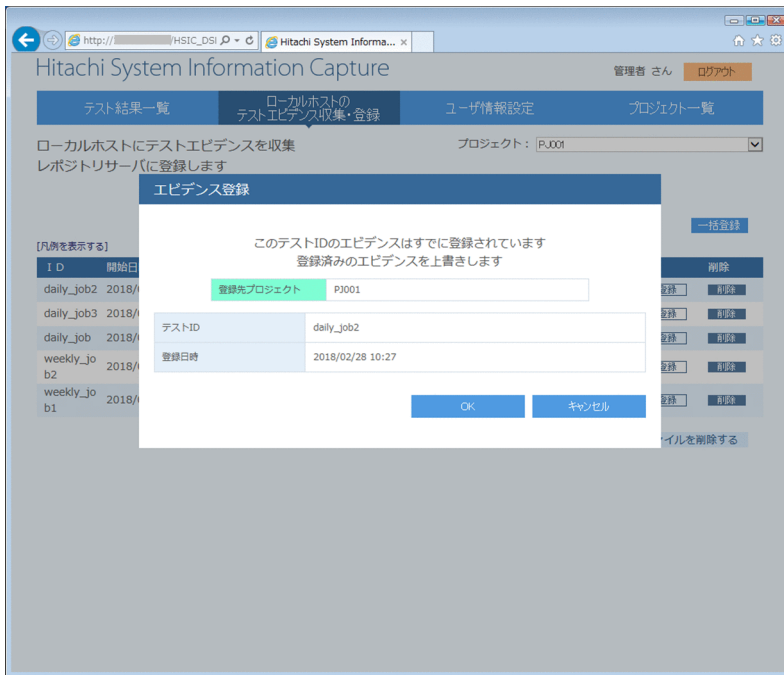 http:// /HSIC_DSI
Hitachi System Informa... ×
Hitachi System Information Capture
管理者 さん
ログアウト
テスト結果一覧
ローカルホストの
テストエビデンス収集・登録
ユーザ情報設定
プロジェクト一覧
ローカルホストにテストエビデンスを収集
レポジトリサーバに登録します
プロジェクト：
PJ001
エビデンス登録
一括登録
このテストIDのエビデンスはすでに登録されています
登録済みのエビデンスを上書きします
[凡例を表示する]
ＩＤ 開始日 削除
登録先プロジェクト PJ001
daily_job2 2018/ 登録 削除
daily_job3 2018/ 登録 削除
テストID daily_job2
daily_job 2018/ 登録 削除
登録日時 2018/02/28 10:27
weekly_jo
b2 2018/ 登録 削除
weekly_jo
b1 2018/ 登録 削除
OK キャンセル
イルを削除する